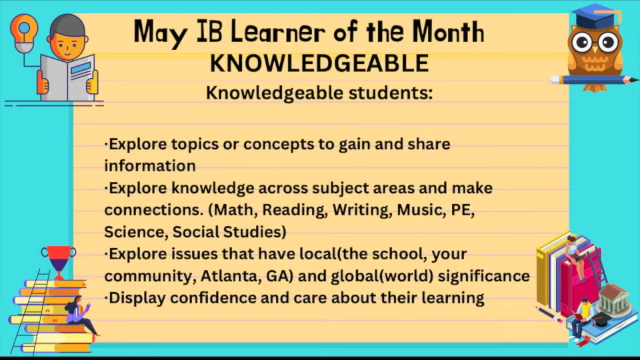 May IB Learner of the Month
KNOWLEDGEABLE
Knowledgeable students:
·Explore topics or concepts to gain and share
information
·Explore knowledge across subject areas and make
connections. (Math, Reading, Writing, Music, PE,
Science, Social Studies)
·Explore issues that have local(the school, your
community, Atlanta, GA) and global(world) significance
·Display confidence and care about their learning